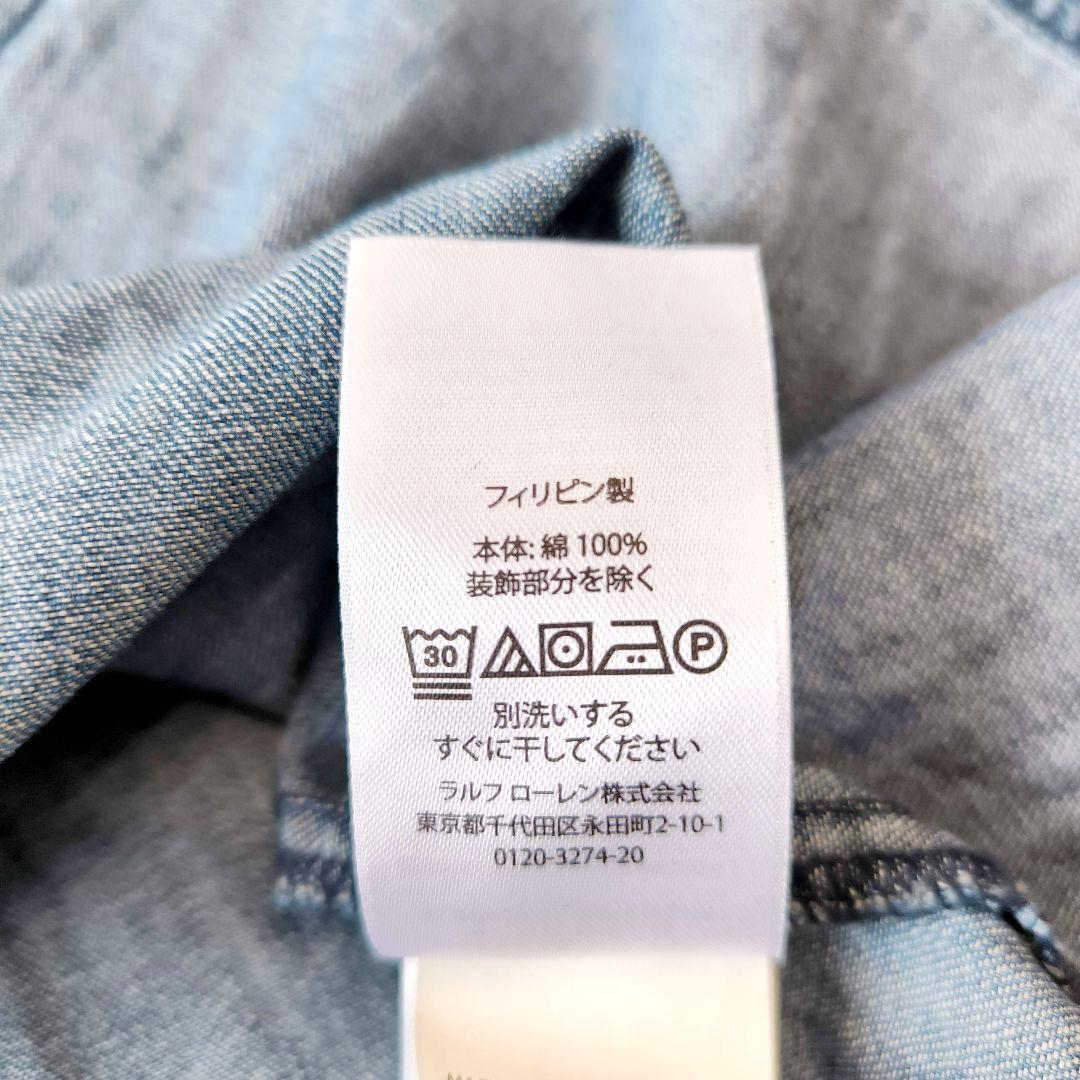 フィリピン製
本体: 綿 100%
装飾部分を除く
30 P
別洗いする
すぐに干してください
ラルフ ローレン株式会社
東京都千代田区永田町2-10-1
0120-3274-20